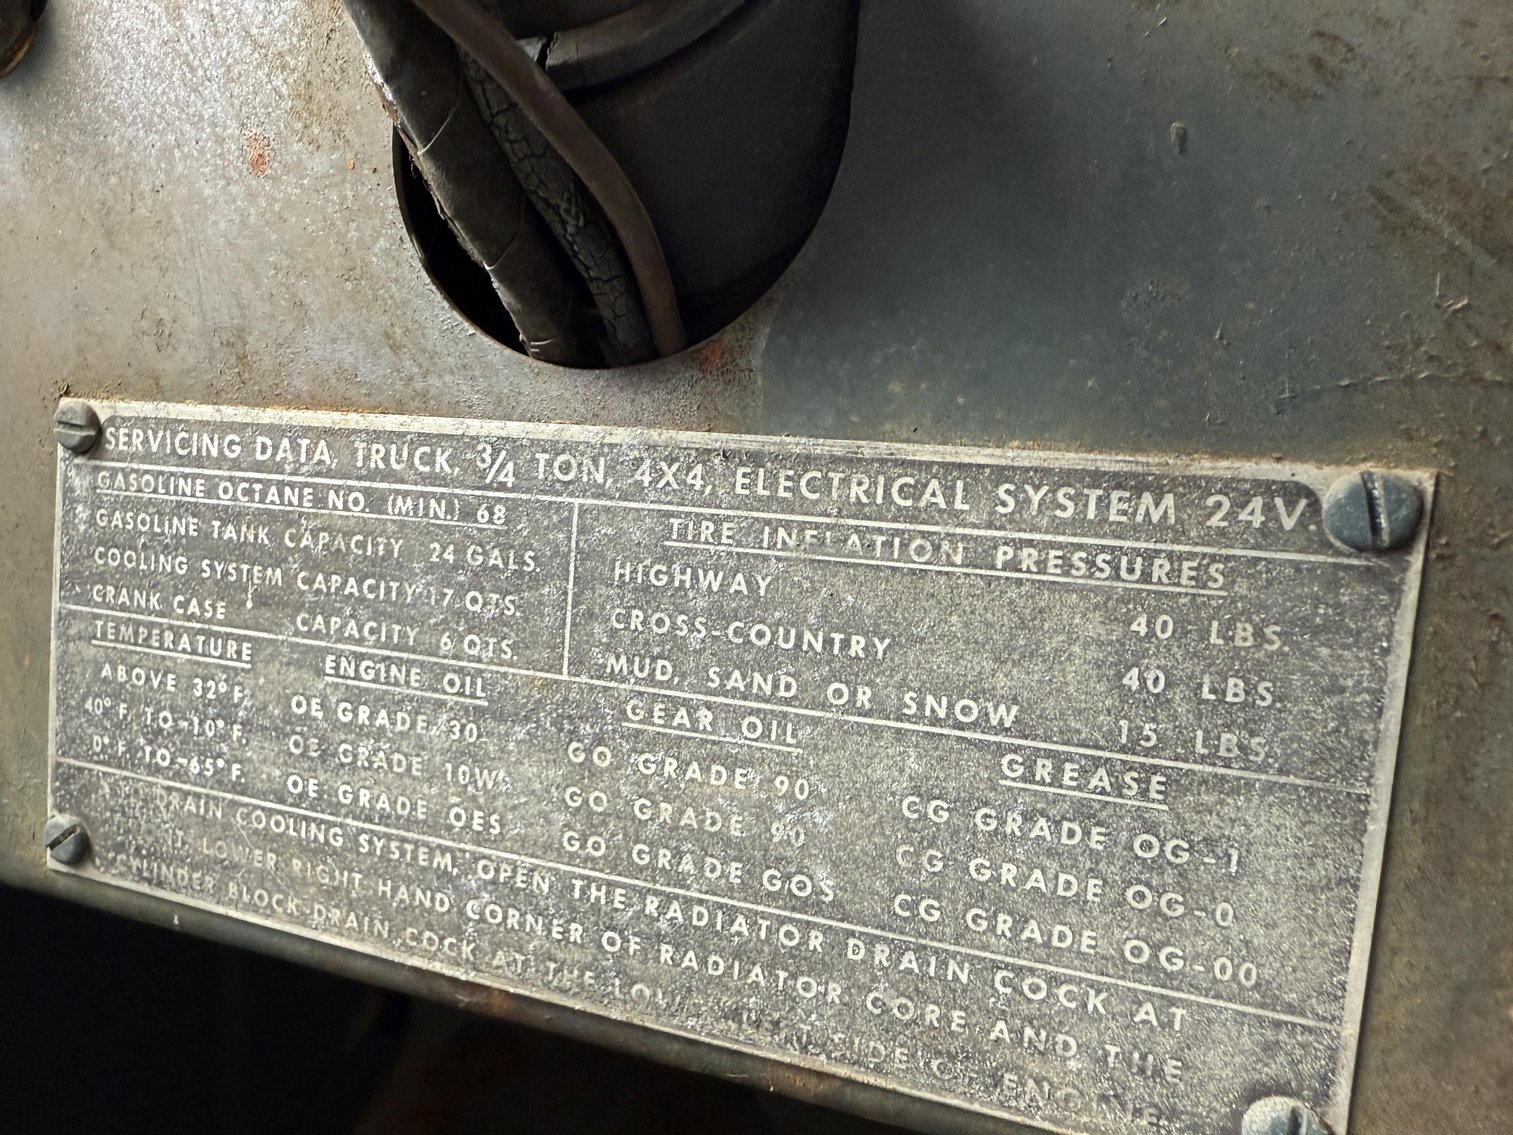 SERVICING DATA, TRUCK, 3/4 TON, 4X4, ELECTRICAL SYSTEM 24V.
GASOLINE OCTANE NO. (MIN.) 68
GASOLINE TANK CAPACITY 24 GALS.
COOLING SYSTEM CAPACITY 17 QTS.
CRANK CASE CAPACITY 6 QTS.
TIRE INFLATION PRESSURES
HIGHWAY 40 LBS.
CROSS-COUNTRY 40 LBS.
MUD, SAND OR SNOW 15 LBS.
TEMPERATURE ENGINE OIL GEAR OIL GREASE
ABOVE 32° F. OE GRADE 30 GO GRADE 90 CG GRADE OG-1
40° F. TO -10° F. OE GRADE 10W GO GRADE 90 CG GRADE OG-0
0° F. TO -65° F. OE GRADE OES GO GRADE GOS CG GRADE OG-00
DRAIN COOLING SYSTEM, OPEN THE RADIATOR DRAIN COCK AT
LOWER RIGHT HAND CORNER OF RADIATOR CORE AND THE
CYLINDER BLOCK DRAIN COCK AT THE SIDE OF ENGINE